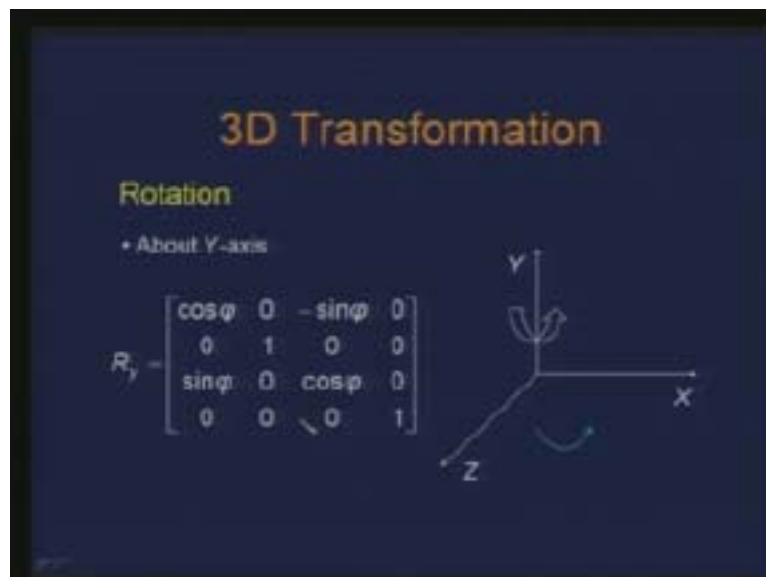 3D Transformation
Rotation
• About Y-axis
R_y = [ cosφ 0 −sinφ 0
0 1 0 0
sinφ 0 cosφ 0
0 0 0 1 ]
Y
X
Z